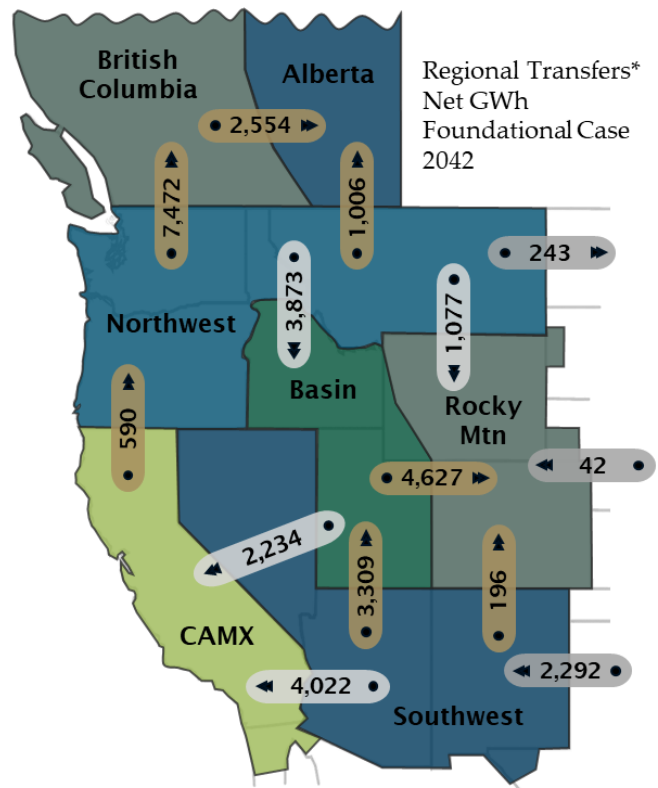 British
Columbia
Alberta
Regional Transfers*
Net GWh
Foundational Case
2042
2,554
7,472
1,006
243
3,873
1,077
Northwest
Basin
Rocky
Mtn
590
4,627
42
2,234
3,309
196
CAMX
4,022
2,292
Southwest